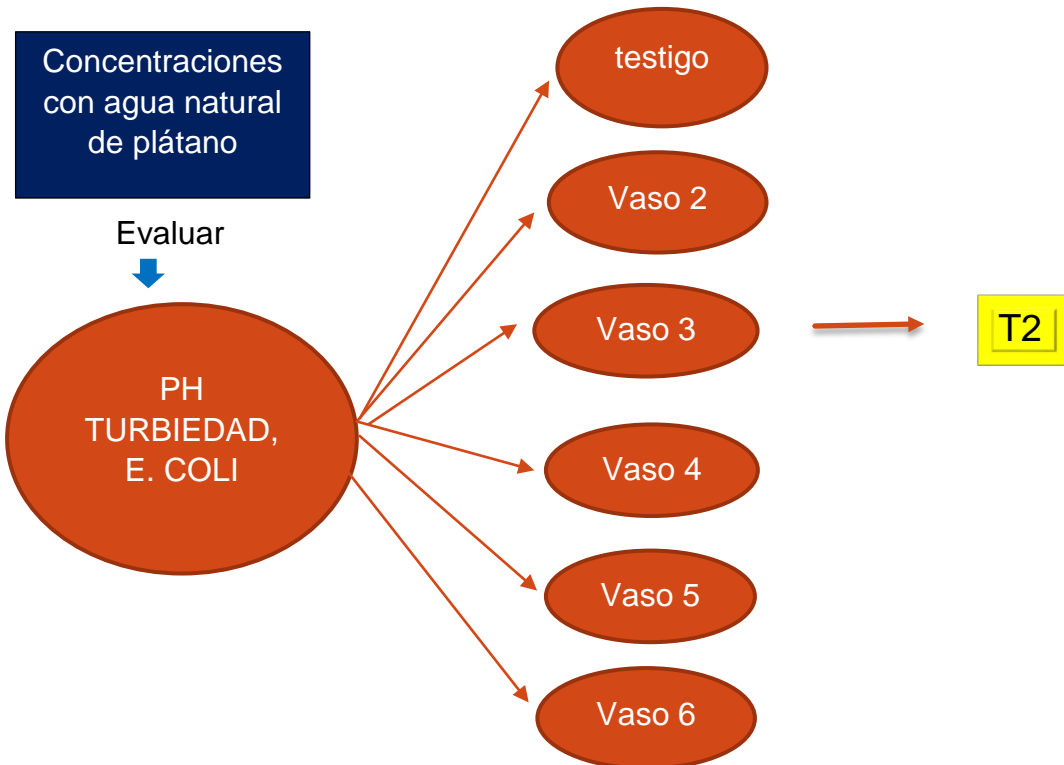 Concentraciones
con agua natural
de plátano
Evaluar
PH
TURBIEDAD,
E. COLI
testigo
Vaso 2
Vaso 3
T2
Vaso 4
Vaso 5
Vaso 6